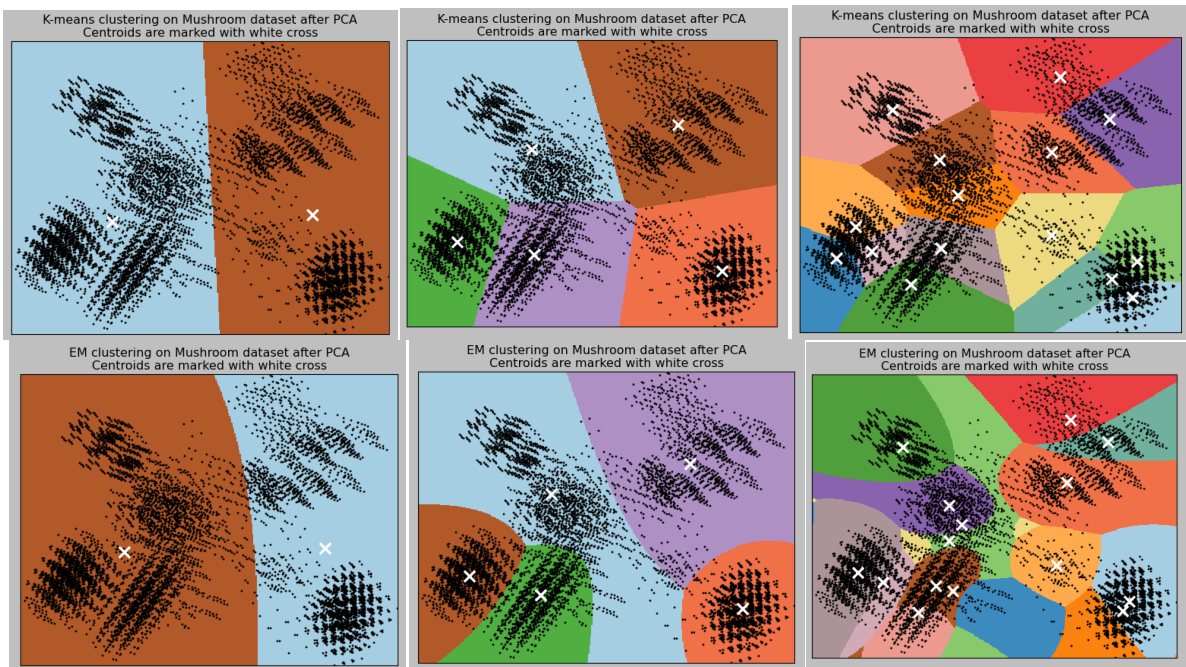 K-means clustering on Mushroom dataset after PCA
Centroids are marked with white cross
K-means clustering on Mushroom dataset after PCA
Centroids are marked with white cross
K-means clustering on Mushroom dataset after PCA
Centroids are marked with white cross
EM clustering on Mushroom dataset after PCA
Centroids are marked with white cross
EM clustering on Mushroom dataset after PCA
Centroids are marked with white cross
EM clustering on Mushroom dataset after PCA
Centroids are marked with white cross